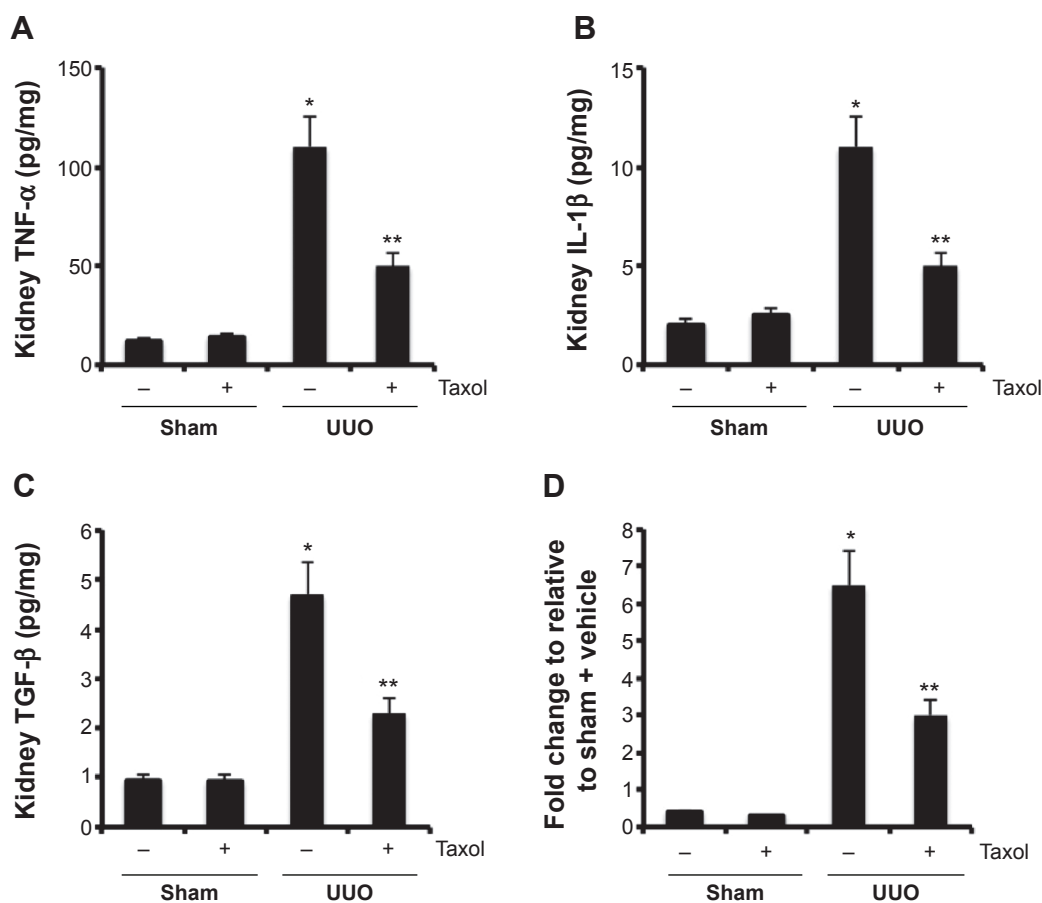 A
Kidney TNF-α (pg/mg)
150
100
50
0
*
**
– + – + Taxol
Sham UUO
B
Kidney IL-1β (pg/mg)
15
10
5
0
*
**
– + – + Taxol
Sham UUO
C
Kidney TGF-β (pg/mg)
6
5
4
3
2
1
0
*
**
– + – + Taxol
Sham UUO
D
Fold change to relative
to sham + vehicle
8
7
6
5
4
3
2
1
0
*
**
– + – + Taxol
Sham UUO